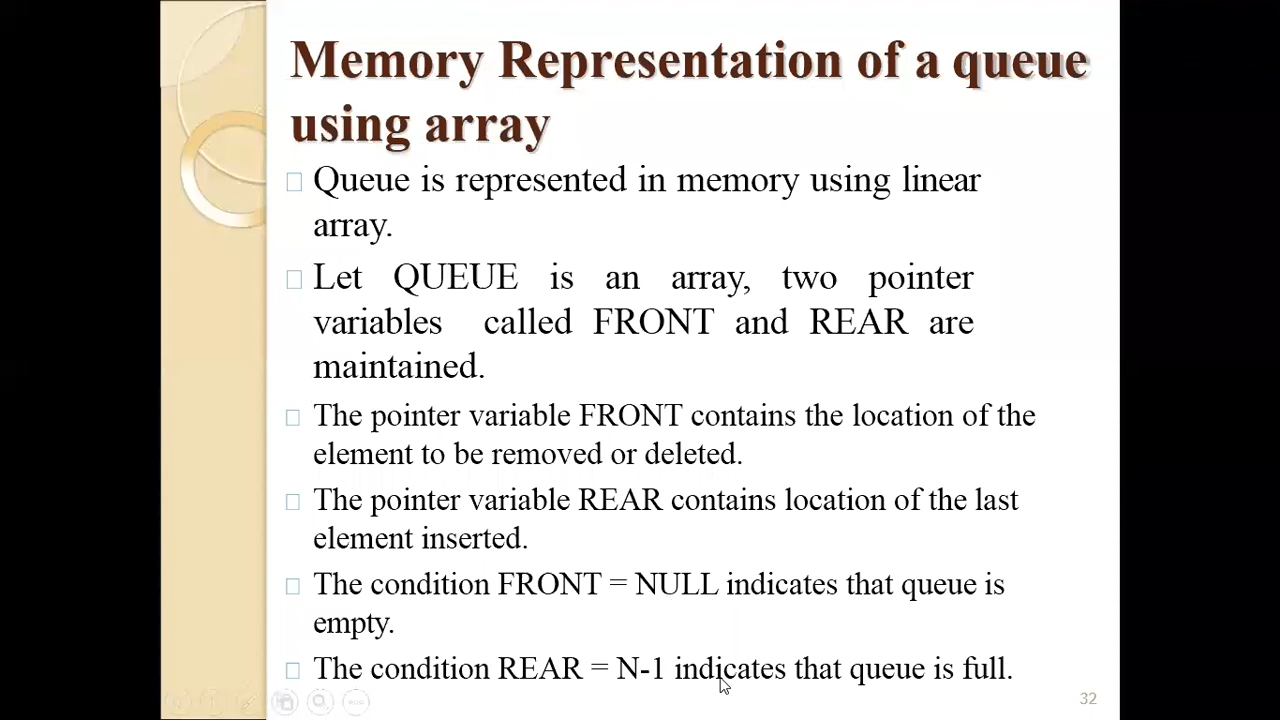 Memory Representation of a queue
using array
Queue is represented in memory using linear
array.
Let QUEUE is an array, two pointer
variables called FRONT and REAR are
maintained.
The pointer variable FRONT contains the location of the
element to be removed or deleted.
The pointer variable REAR contains location of the last
element inserted.
The condition FRONT = NULL indicates that queue is
empty.
The condition REAR = N-1 indicates that queue is full.
32